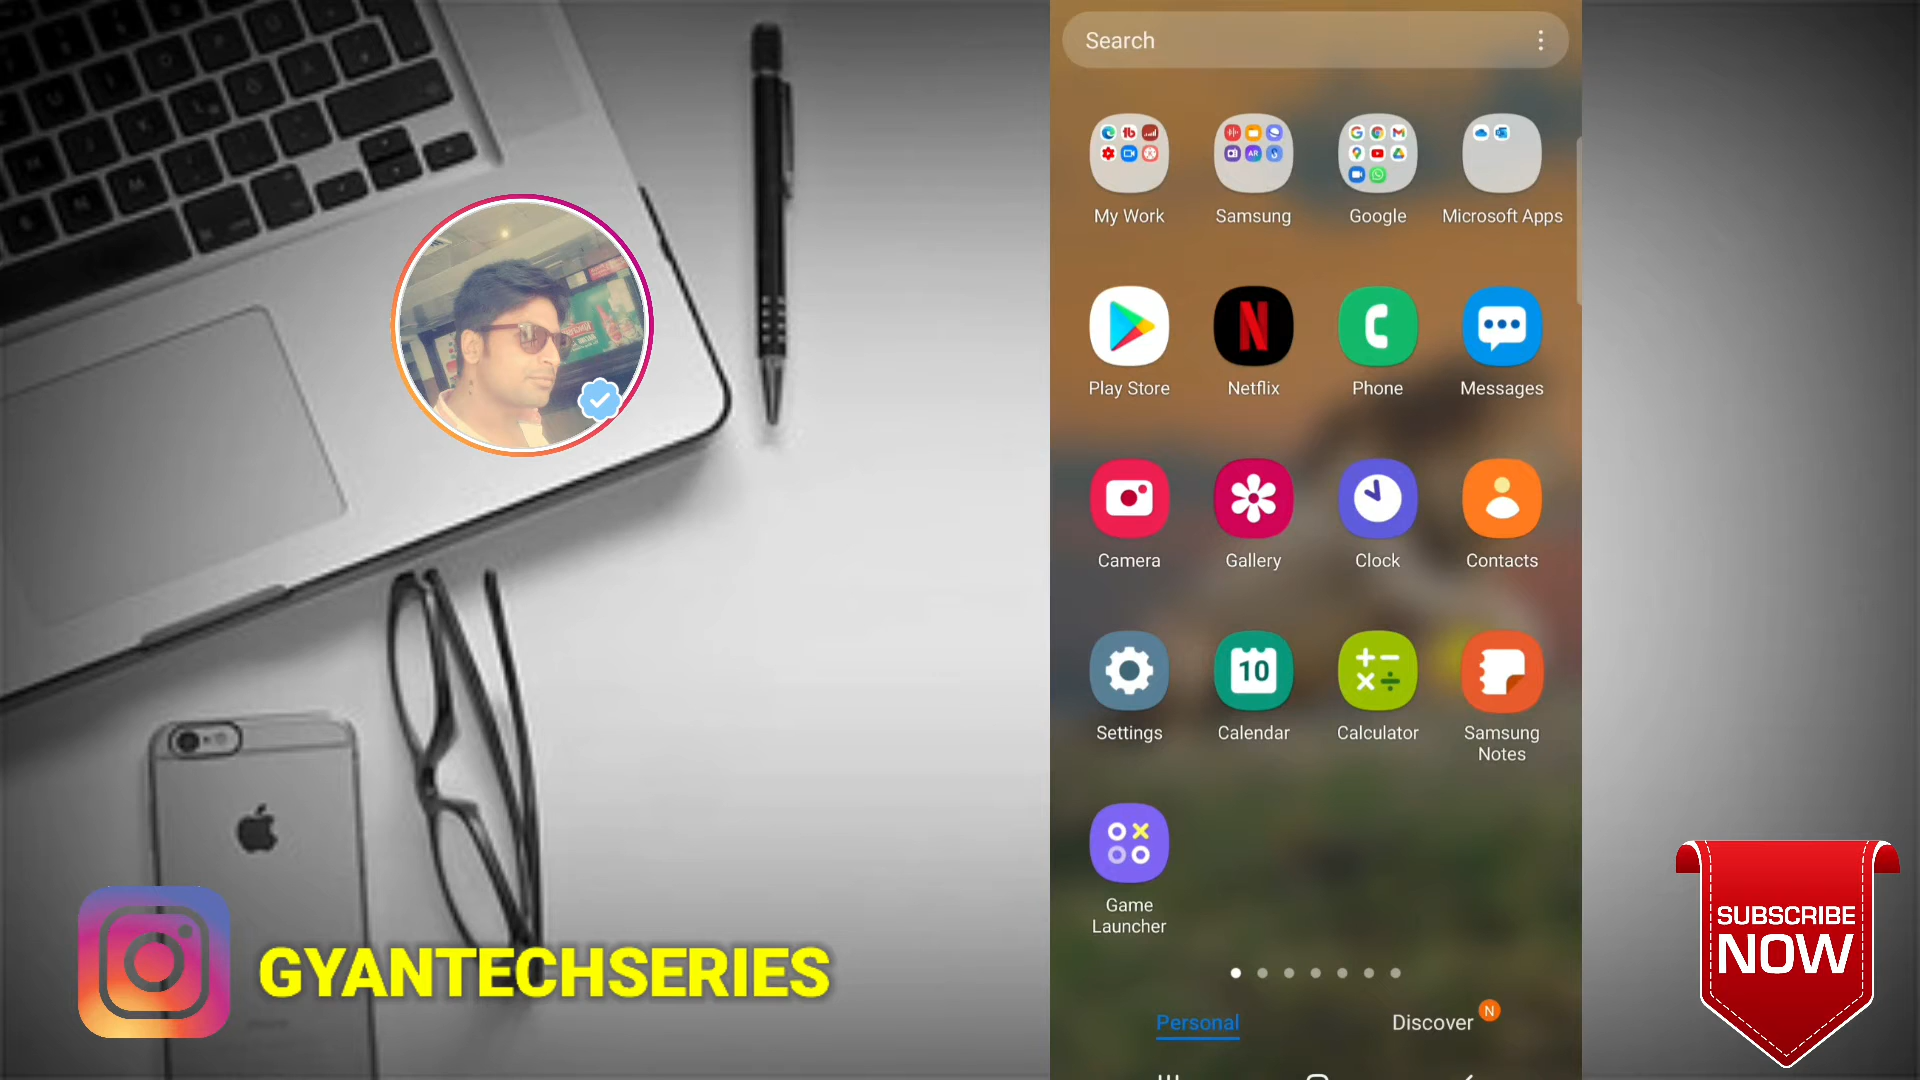 Search
My Work
Samsung
Google
Microsoft Apps
Play Store
Netflix
Phone
Messages
Camera
Gallery
Clock
Contacts
Settings
10
Calendar
Calculator
Samsung
Notes
Game
Launcher
Personal
Discover
N
GYANTECHSERIES
SUBSCRIBE
NOW